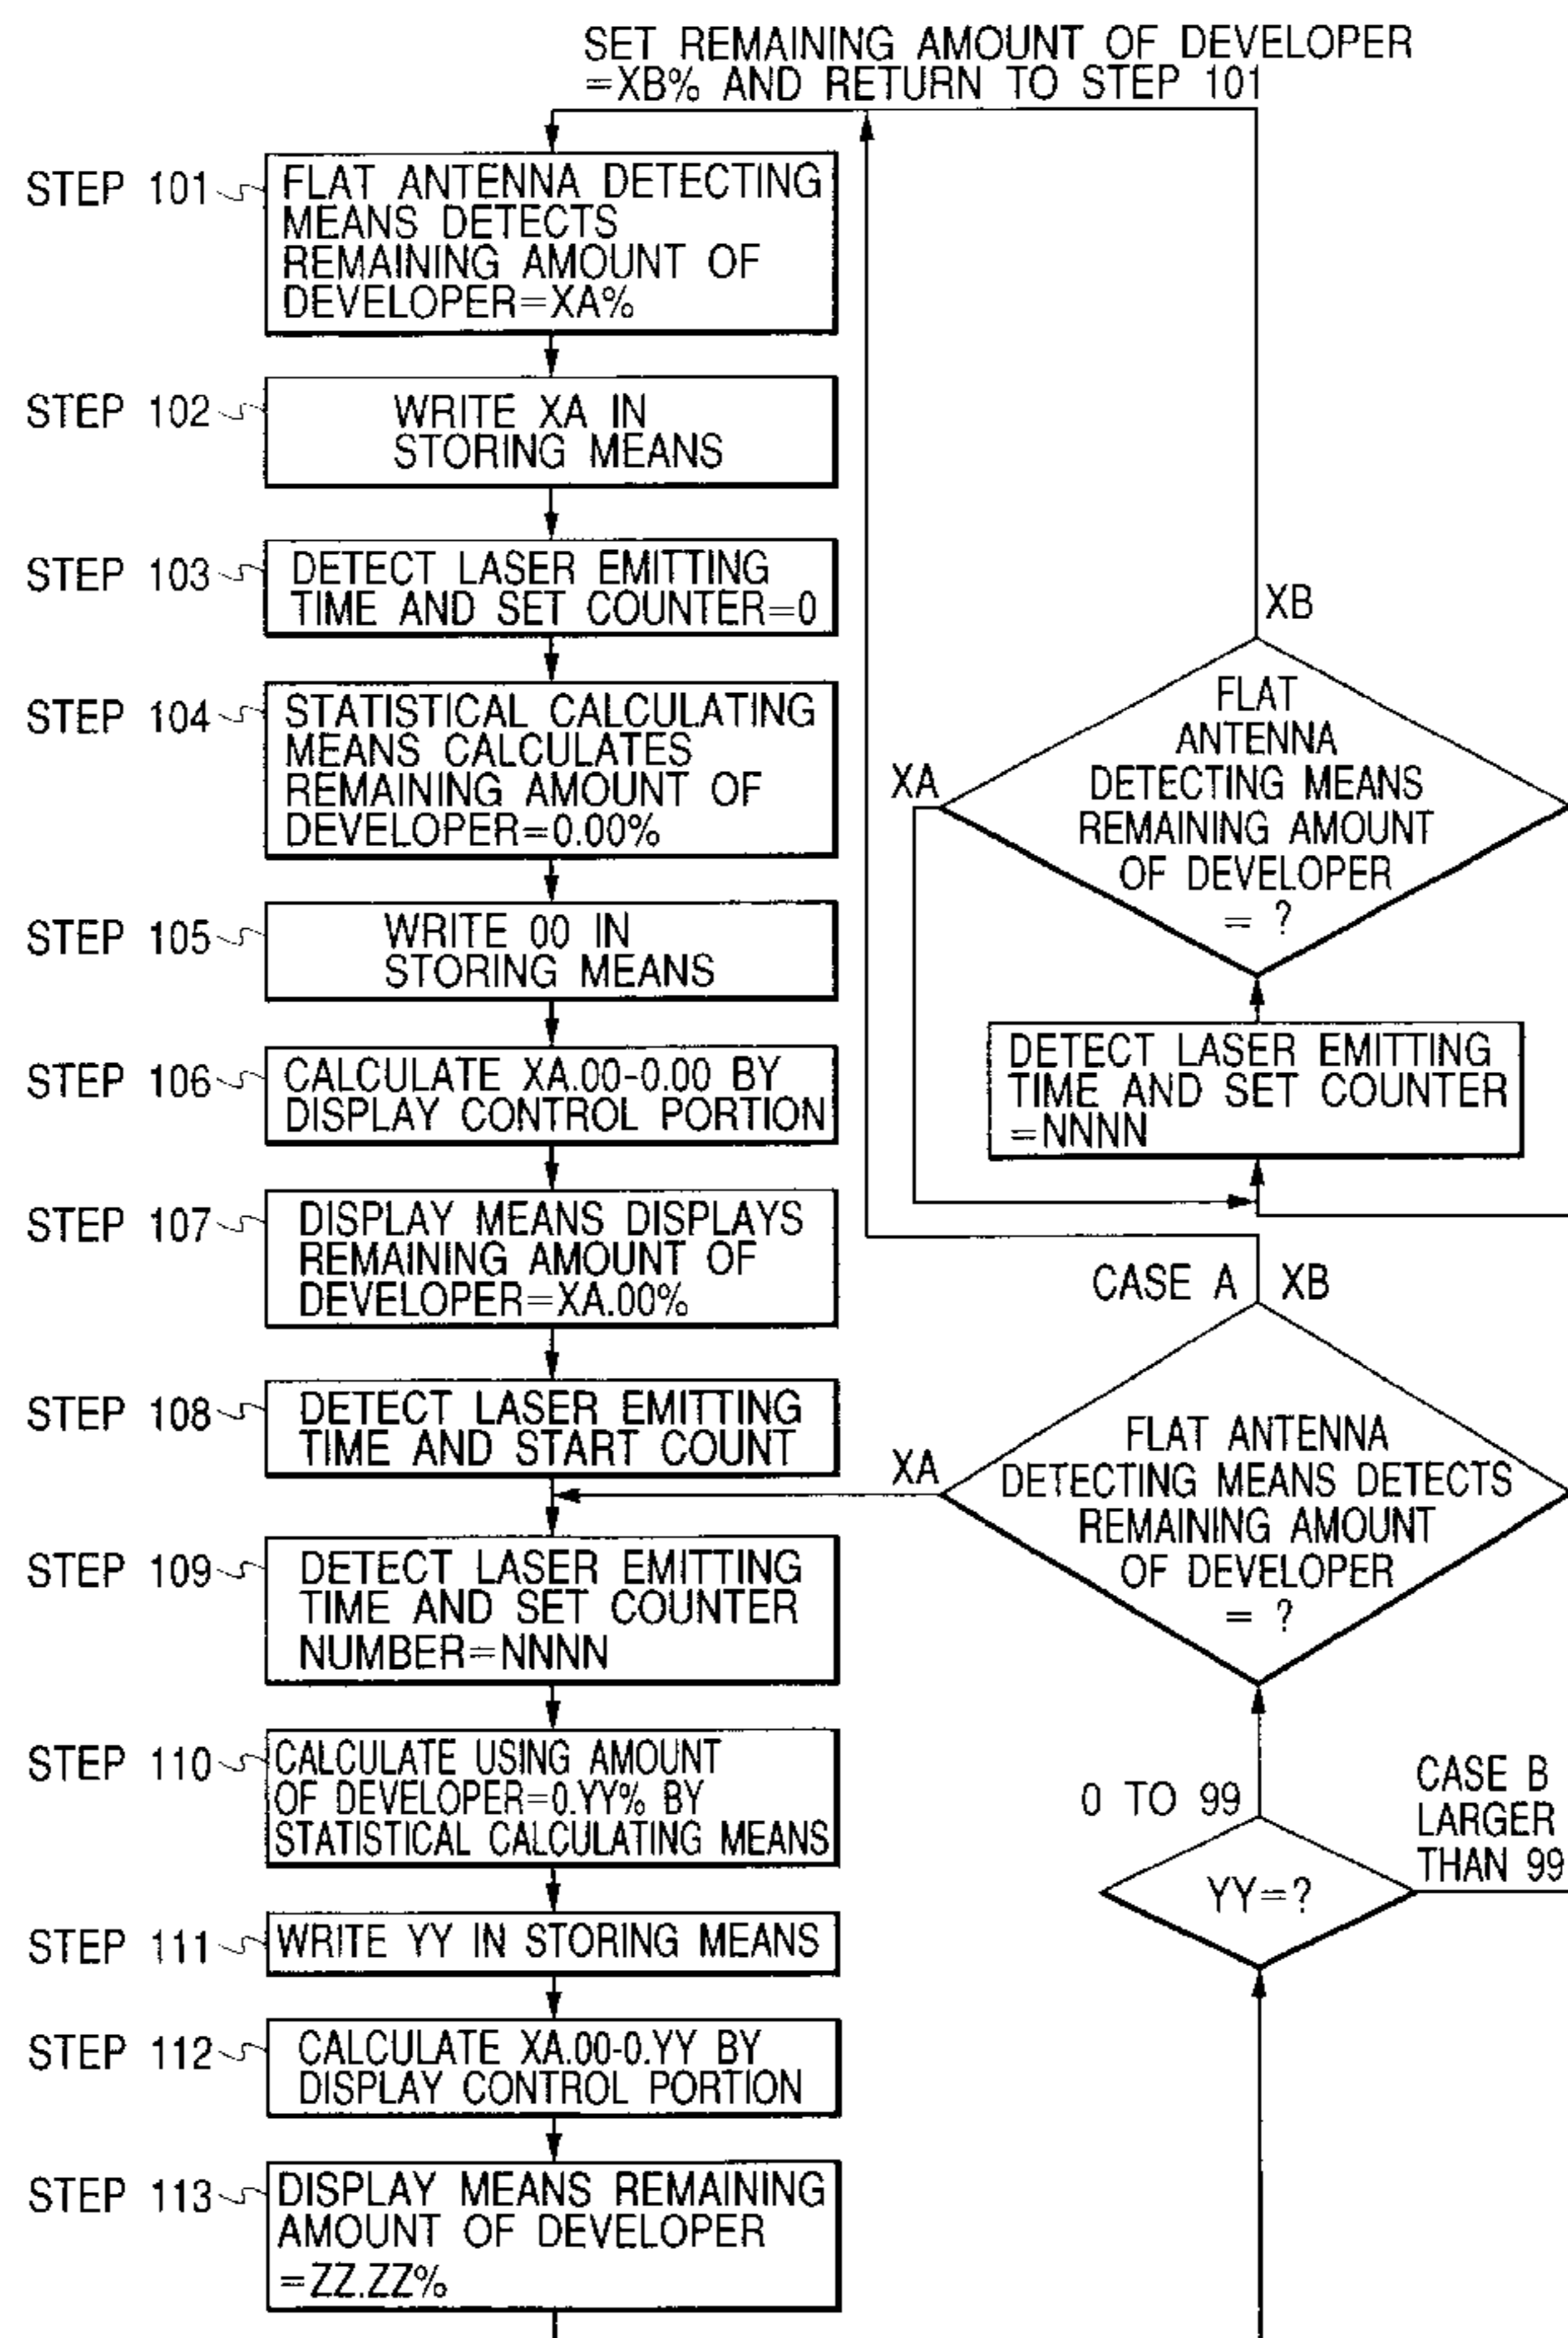 SET REMAINING AMOUNT OF DEVELOPER
=XB% AND RETURN TO STEP 101
STEP 101
FLAT ANTENNA DETECTING
MEANS DETECTS
REMAINING AMOUNT OF
DEVELOPER=XA%
STEP 102
WRITE XA IN
STORING MEANS
STEP 103
DETECT LASER EMITTING
TIME AND SET COUNTER=0
STEP 104
STATISTICAL CALCULATING
MEANS CALCULATES
REMAINING AMOUNT OF
DEVELOPER=0.00%
STEP 105
WRITE 00 IN
STORING MEANS
STEP 106
CALCULATE XA.00-0.00 BY
DISPLAY CONTROL PORTION
STEP 107
DISPLAY MEANS DISPLAYS
REMAINING AMOUNT OF
DEVELOPER=XA.00%
STEP 108
DETECT LASER EMITTING
TIME AND START COUNT
STEP 109
DETECT LASER EMITTING
TIME AND SET COUNTER
NUMBER=NNNN
STEP 110
CALCULATE USING AMOUNT
OF DEVELOPER=0.YY% BY
STATISTICAL CALCULATING MEANS
STEP 111
WRITE YY IN STORING MEANS
STEP 112
CALCULATE XA.00-0.YY BY
DISPLAY CONTROL PORTION
STEP 113
DISPLAY MEANS REMAINING
AMOUNT OF DEVELOPER
=ZZ.ZZ%
XB
XA
FLAT
ANTENNA
DETECTING MEANS
REMAINING AMOUNT
OF DEVELOPER
= ?
DETECT LASER EMITTING
TIME AND SET COUNTER
=NNNN
CASE A XB
XA
FLAT ANTENNA
DETECTING MEANS DETECTS
REMAINING AMOUNT
OF DEVELOPER
= ?
0 TO 99
CASE B
LARGER
THAN 99
YY=?